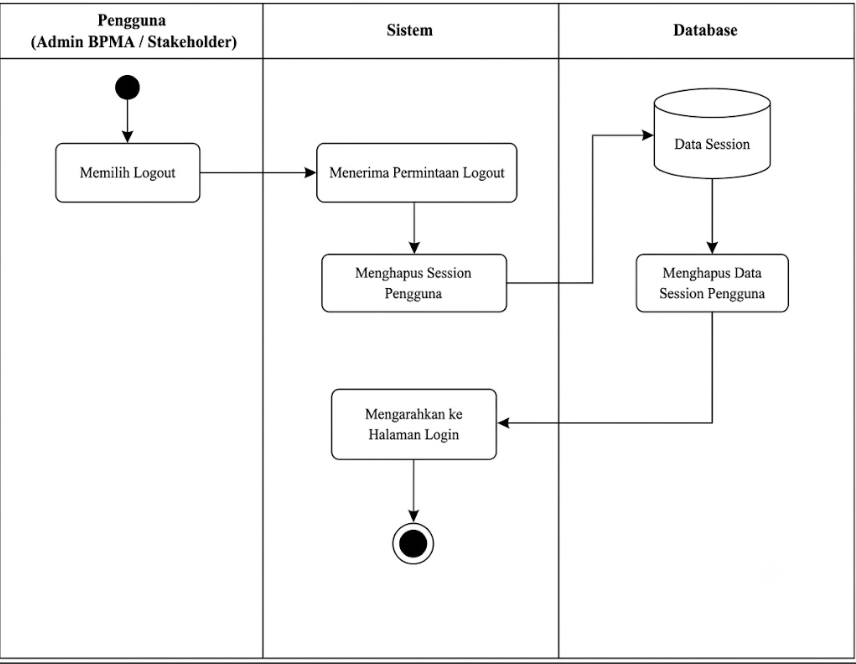 Pengguna
(Admin BPMA / Stakeholder)
Sistem
Database
Memilih Logout
Menerima Permintaan Logout
Data Session
Menghapus Session
Pengguna
Menghapus Data
Session Pengguna
Mengarahkan ke
Halaman Login